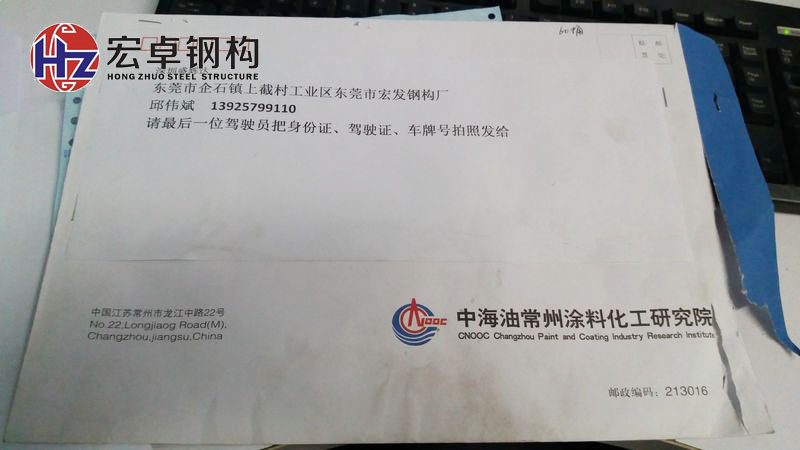 HZ
宏卓钢构
HONG ZHUO STEEL STRUCTURE
东莞市企石镇上截村工业区东莞市宏发钢构厂
邱伟斌 13925799110
请最后一位驾驶员把身份证、驾驶证、车牌号拍照发给
中国江苏常州市龙江中路22号
No.22,Longjiaog Road(M),
Changzhou,jiangsu,China
CNOOC
中海油常州涂料化工研究院
CNOOC Changzhou Paint and Coating Industry Research Institute
邮政编码：213016